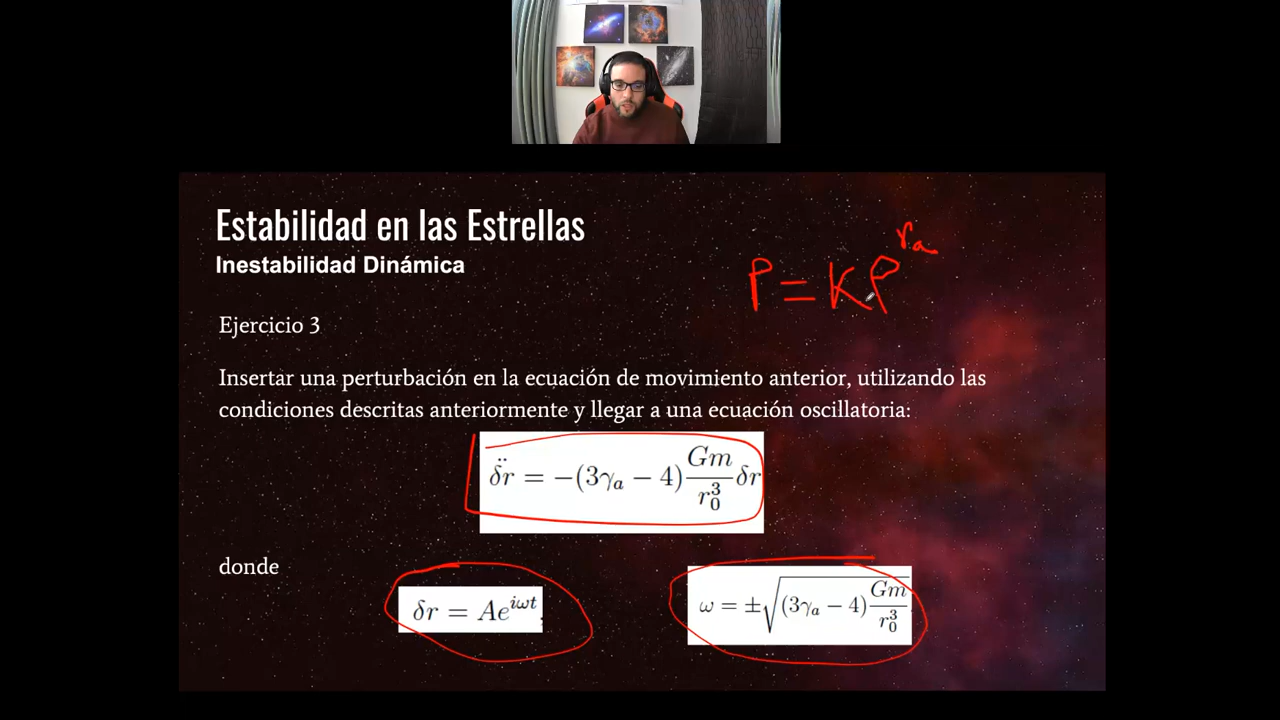 Estabilidad en las Estrellas
Inestabilidad Dinámica
P = Kρ^γa
Ejercicio 3
Insertar una perturbación en la ecuación de movimiento anterior, utilizando las
condiciones descritas anteriormente y llegar a una ecuación oscillatoria:
δr̈ = −(3γₐ − 4) Gm/r₀³ δr
donde
δr = Ae^{iωt}.
ω = ±√((3γₐ − 4) Gm/r₀³)